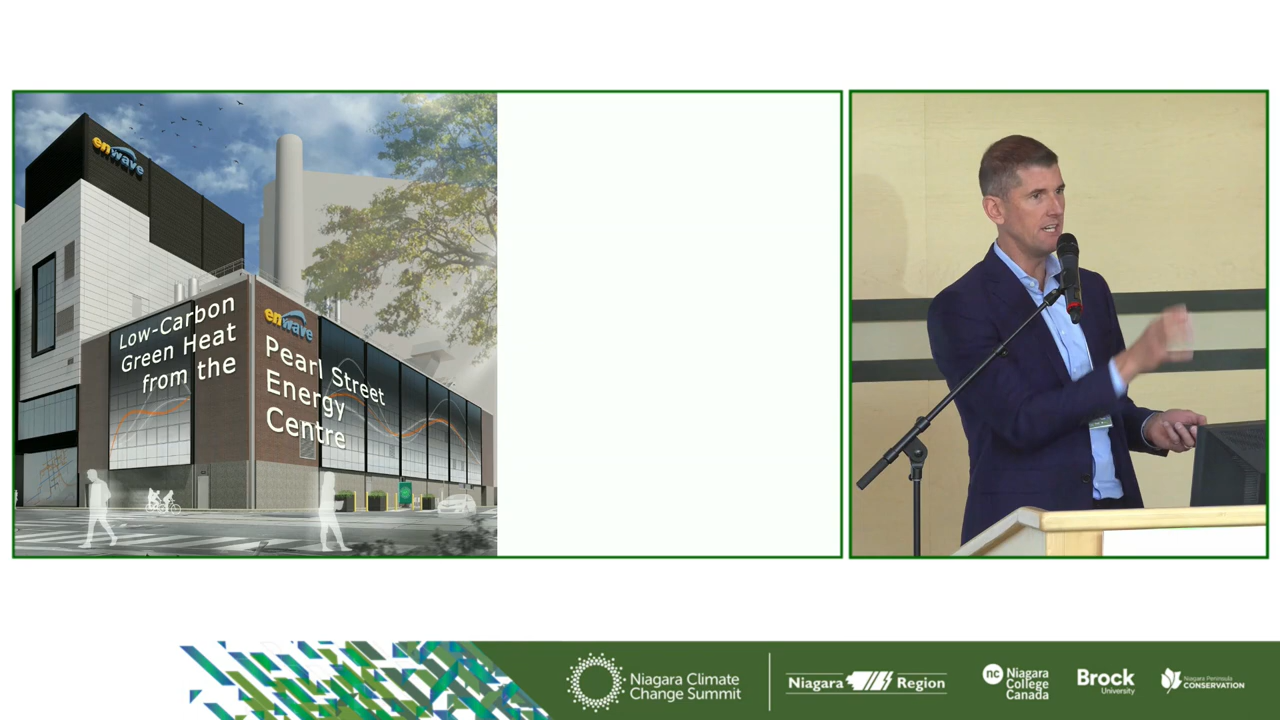 enwave
Low-Carbon
Green Heat
from the
enwave
Pearl Street
Energy
Centre
Niagara Climate
Change Summit
Niagara Region
nc
Niagara
College
Canada
Brock
University
Niagara Peninsula
CONSERVATION